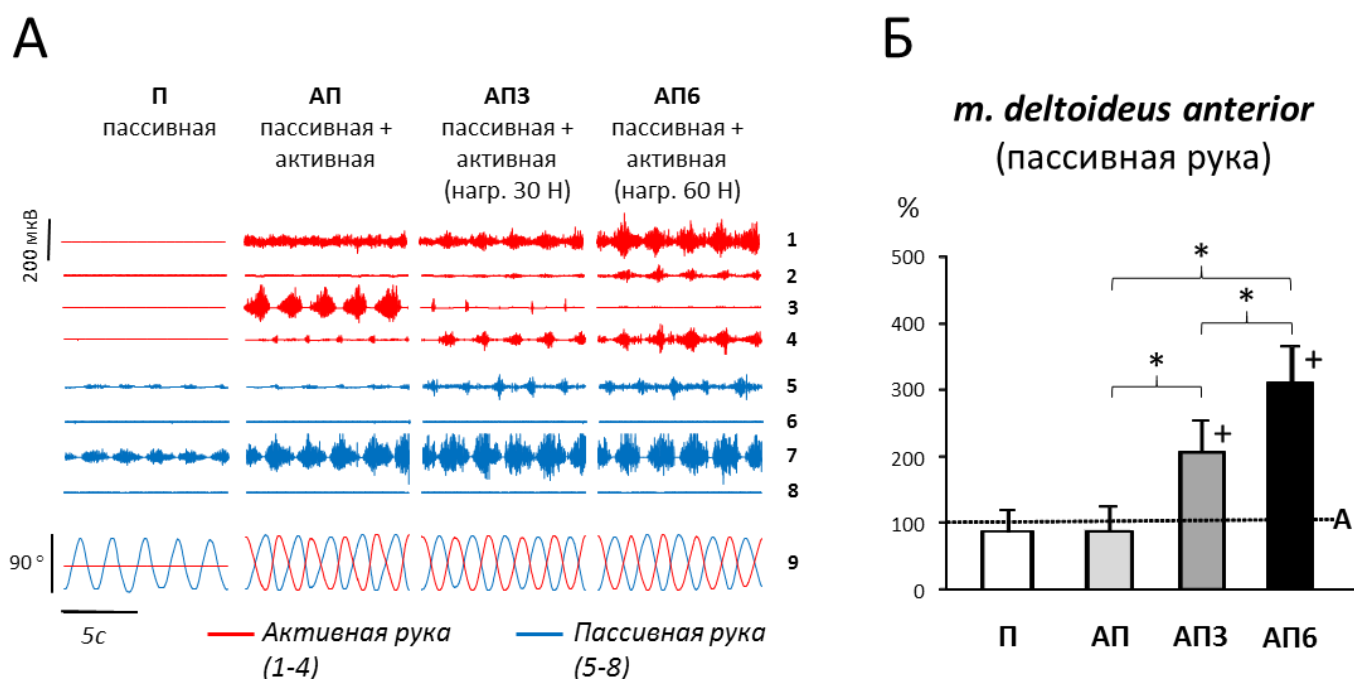 А
П
пассивная
АП
пассивная +
активная
АП3
пассивная +
активная
(нагр. 30 Н)
АП6
пассивная +
активная
(нагр. 60 Н)
200 мкВ
1
2
3
4
5
6
7
8
90 °
9
5с
Активная рука
(1-4)
Пассивная рука
(5-8)
Б
m. deltoideus anterior
(пассивная рука)
%
500
400
300
200
100
0
*
*
*
+
+
А
П
АП
АП3
АП6